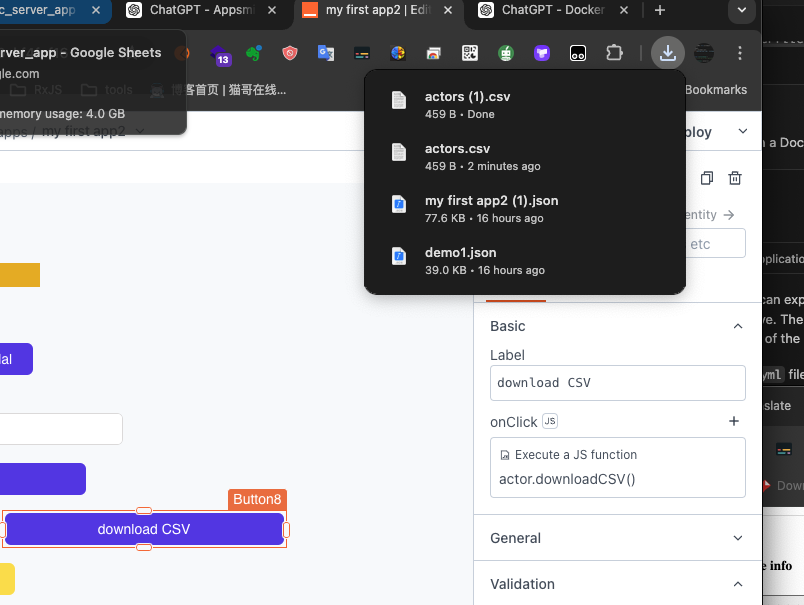 c_server_app
ChatGPT - Appsmi
my first app2 | Edit
ChatGPT - Docker
erver_app - Google Sheets
gle.com
memory usage: 4.0 GB
13
RxJS
tools
博客首页 | 猫哥在线...
Bookmarks
apps / my first app2
actors (1).csv
459 B • Done
actors.csv
459 B • 2 minutes ago
my first app2 (1).json
77.6 KB • 16 hours ago
demo1.json
39.0 KB • 16 hours ago
ploy
entity
etc
Basic
Label
download CSV
onClick
JS
Execute a JS function
actor.downloadCSV()
General
Validation
ial
Button8
download CSV
n a Doc
pplicatio
can exp
ve. The
of the
yml file
slate
Down
e info